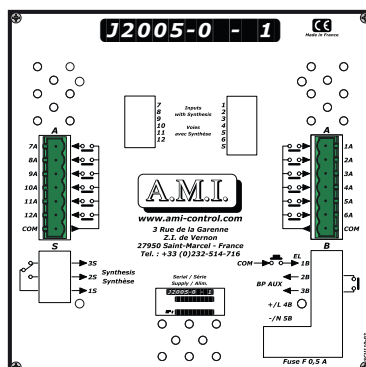 J2005-0 - 1
CE
Made in France
7
8
9
10
11
12
Inputs
with Synthesis
Voies
avec Synthèse
1
2
3
4
5
6
S
A
7A
8A
9A
10A
11A
12A
COM
A
1A
2A
3A
4A
5A
6A
COM
A.M.I.
www.ami-control.com
3 Rue de la Garenne
Z.I. de Vernon
27950 Saint-Marcel - France
Tel. : +33 (0)232-514-716
S
3S
2S
1S
Synthesis
Synthèse
Serial / Série
Supply / Alim.
J2005-0 - 1
B
COM
EL
1B
2B
BP AUX
3B
+/L 4B
-/N 5B
Fuse F 0,5 A